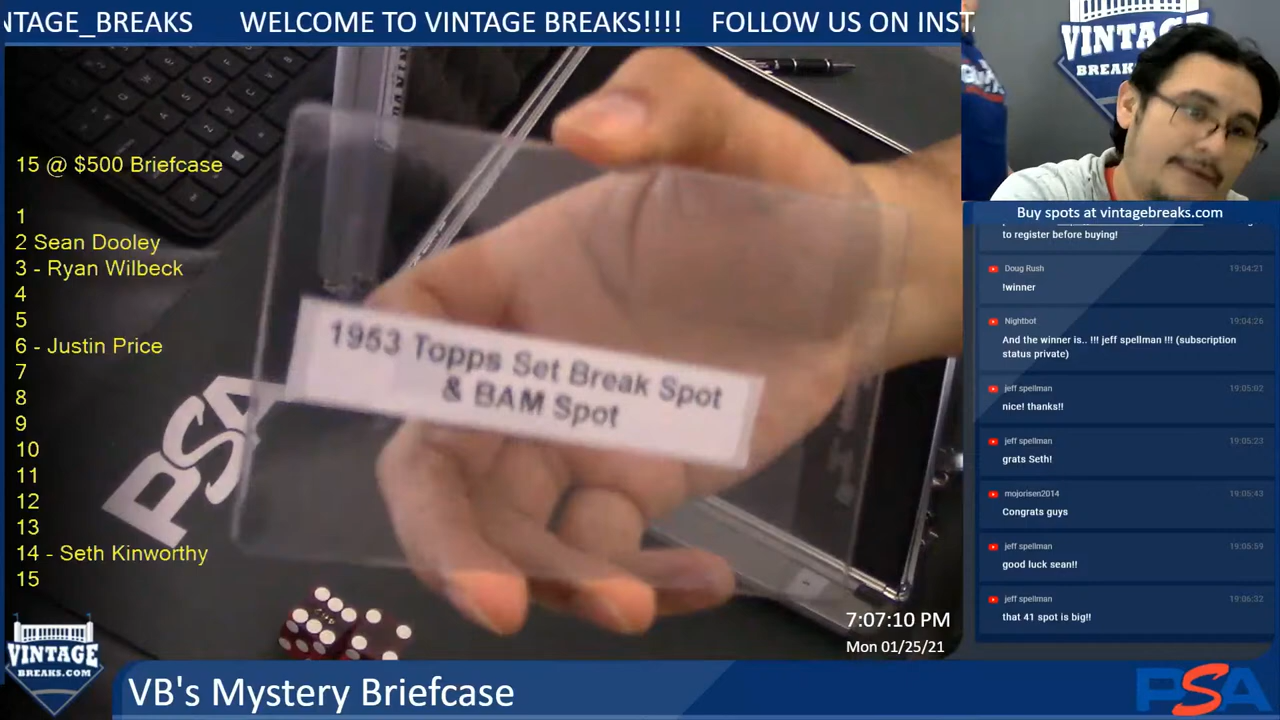 NTAGE_BREAKS WELCOME TO VINTAGE BREAKS!!!! FOLLOW US ON INST
VINTAGE
BREAKS
15 @ $500 Briefcase
1
2 Sean Dooley
3 - Ryan Wilbeck
4
5
6 - Justin Price
7
8
9
10
11
12
13
14 - Seth Kinworthy
15
1953 Topps Set Break Spot
& BAM Spot
PSA
7:07:10 PM
Mon 01/25/21
Buy spots at vintagebreaks.com
to register before buying!
Doug Rush 19:04:21
!winner
Nightbot 19:04:26
And the winner is.. !!! jeff spellman !!! (subscription
status private)
jeff spellman 19:05:02
nice! thanks!!
jeff spellman 19:05:23
grats Seth!
mojorisen2014 19:05:43
Congrats guys
jeff spellman 19:05:59
good luck sean!!
jeff spellman 19:06:32
that 41 spot is big!!
VINTAGE
BREAKS.COM
VB's Mystery Briefcase
PSA